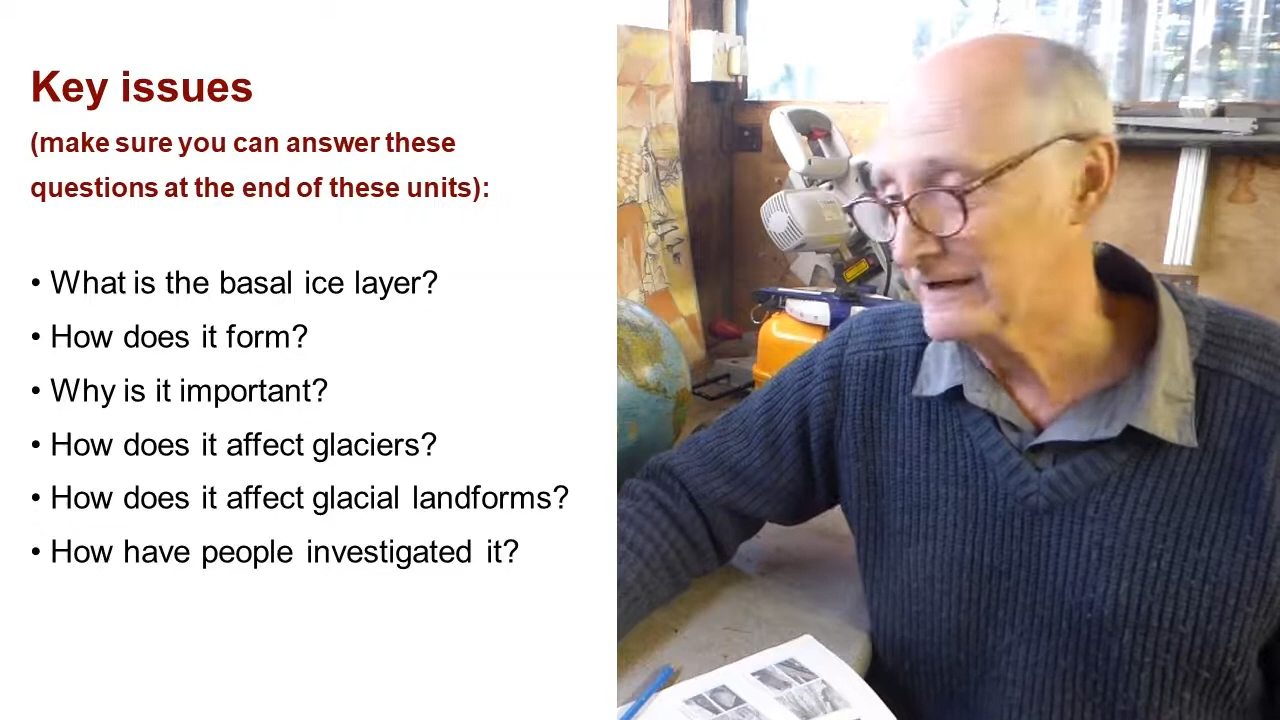 Key issues
(make sure you can answer these
questions at the end of these units):
• What is the basal ice layer?
• How does it form?
• Why is it important?
• How does it affect glaciers?
• How does it affect glacial landforms?
• How have people investigated it?